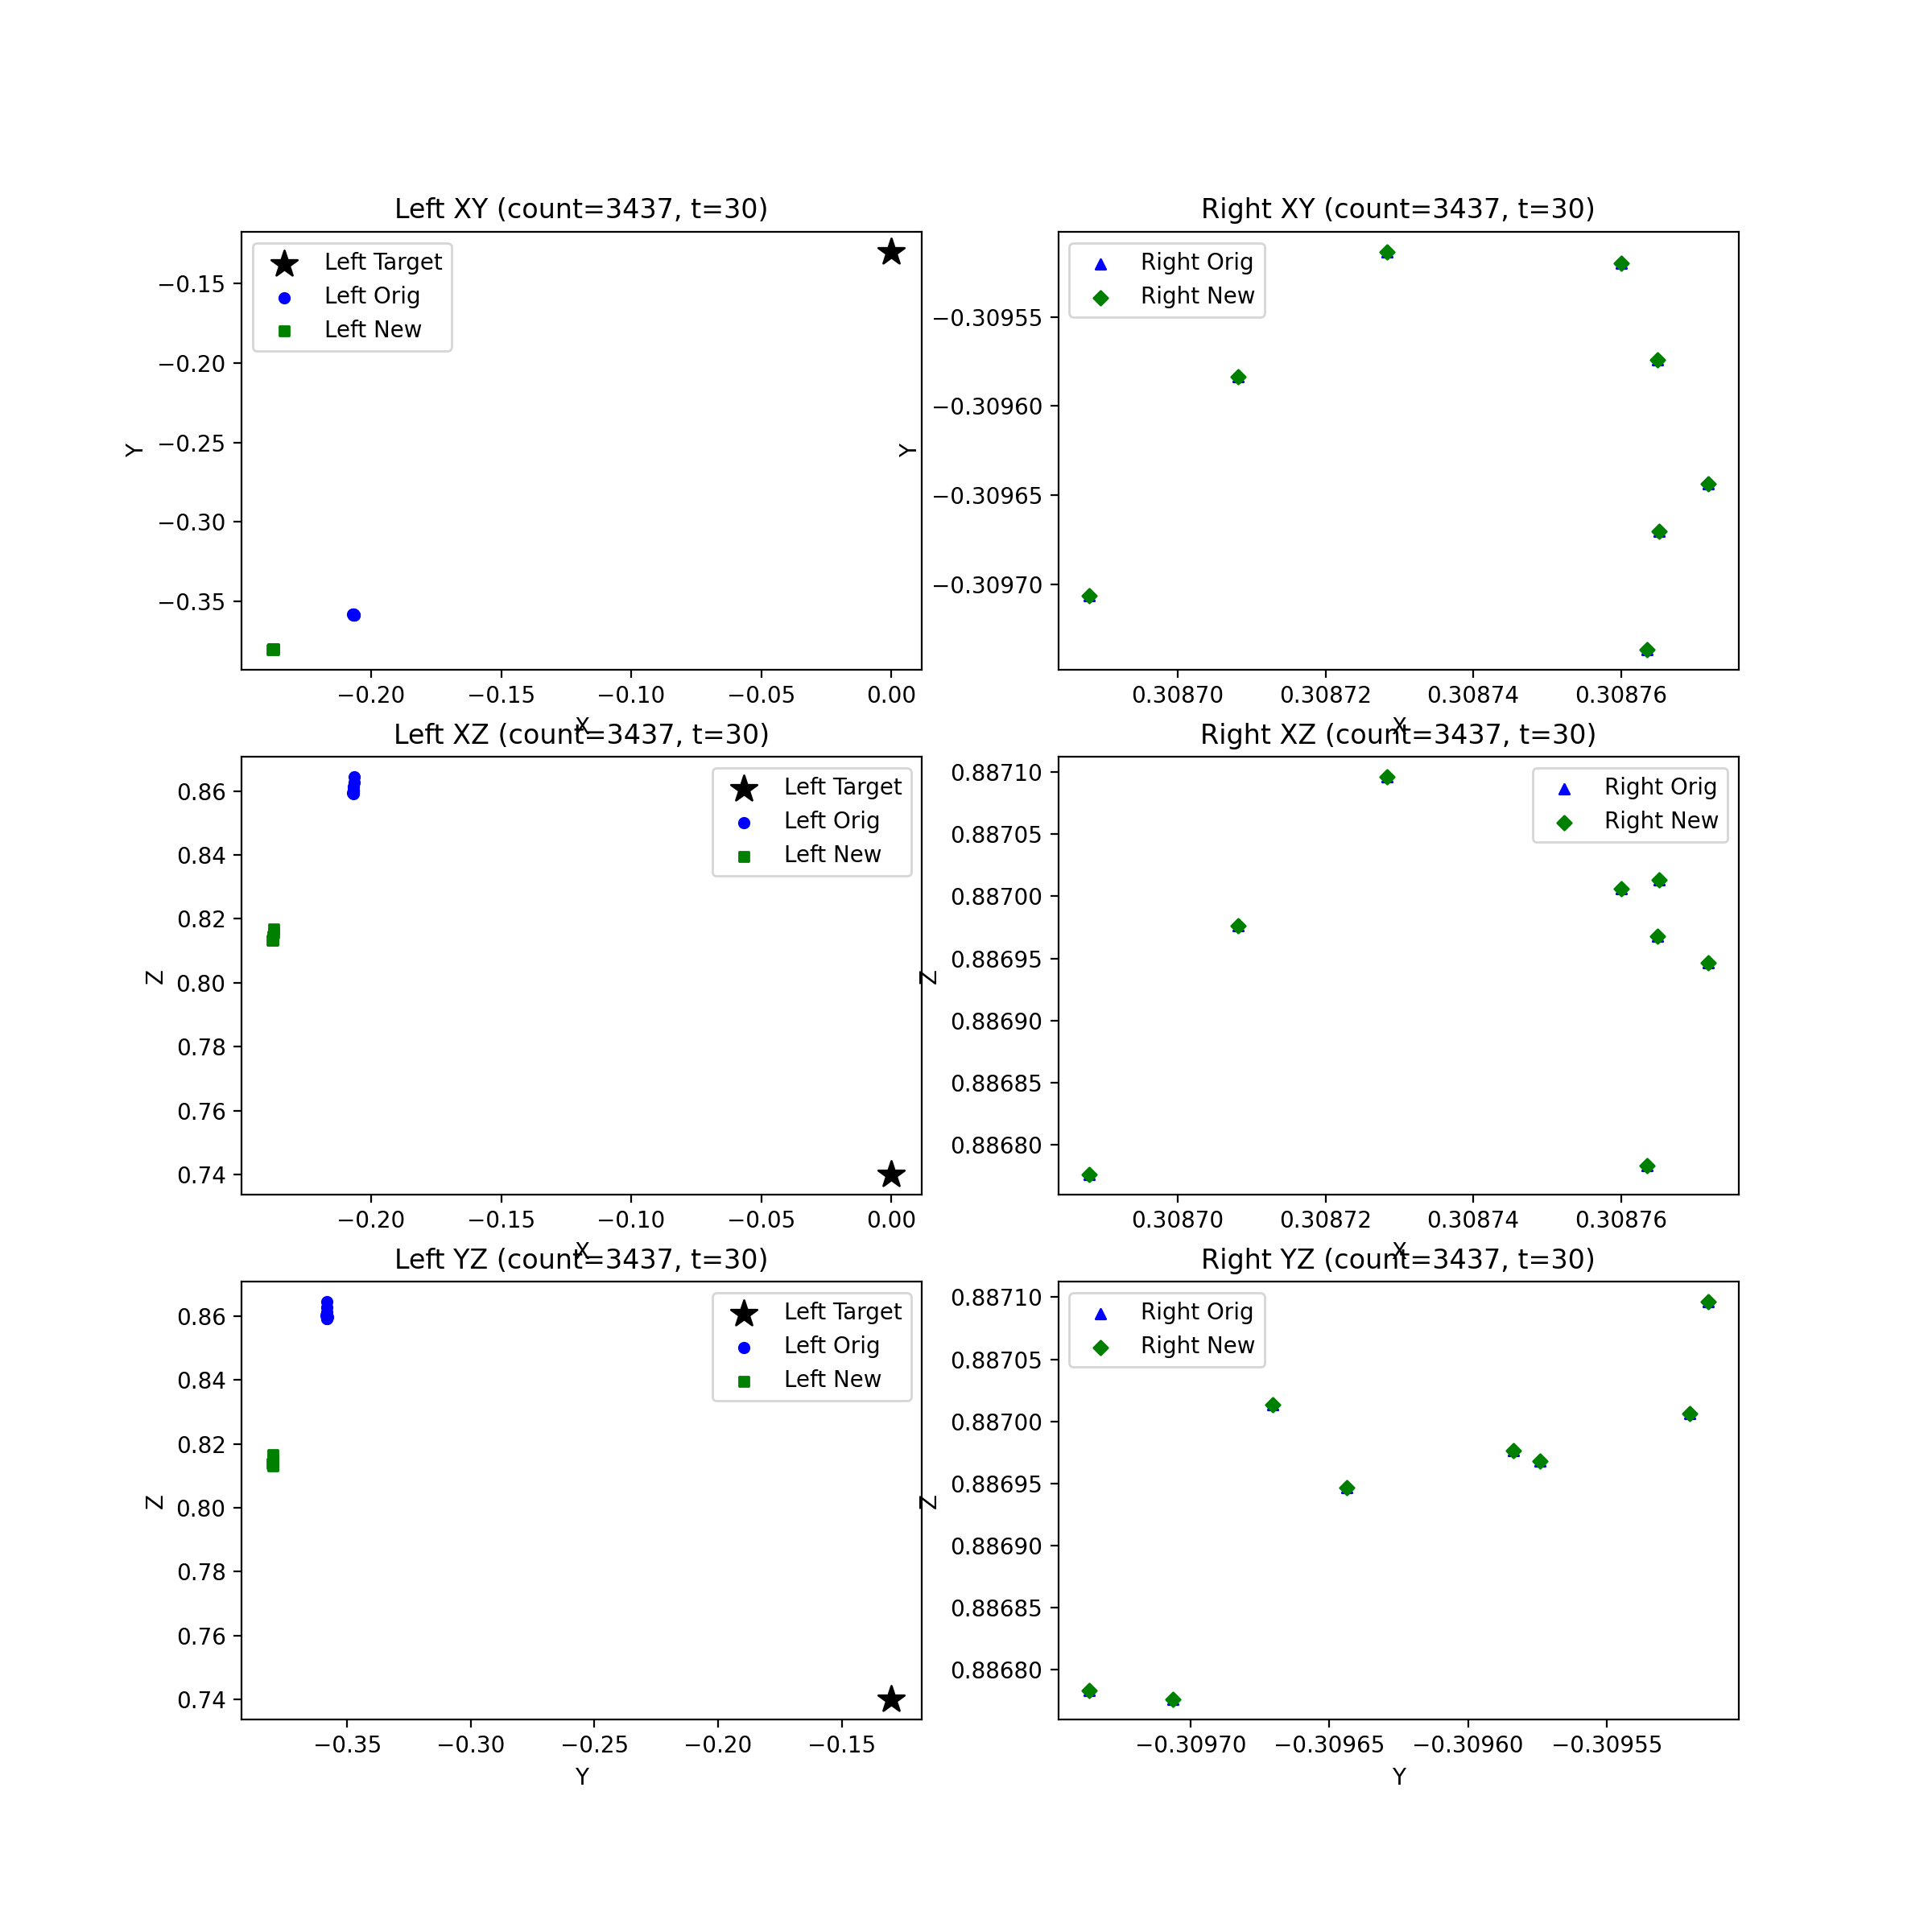 Left XY (count=3437, t=30)
Left Target
Left Orig
Left New
−0.15
−0.20
−0.25
−0.30
−0.35
Y
−0.20
−0.15
−0.10
−0.05
0.00
X
Right XY (count=3437, t=30)
Right Orig
Right New
−0.30955
−0.30960
−0.30965
−0.30970
Y
0.30870
0.30872
0.30874
0.30876
X
Left XZ (count=3437, t=30)
Left Target
Left Orig
Left New
0.86
0.84
0.82
0.80
0.78
0.76
0.74
Z
−0.20
−0.15
−0.10
−0.05
0.00
X
Right XZ (count=3437, t=30)
Right Orig
Right New
0.88710
0.88705
0.88700
0.88695
0.88690
0.88685
0.88680
Z
0.30870
0.30872
0.30874
0.30876
X
Left YZ (count=3437, t=30)
Left Target
Left Orig
Left New
0.86
0.84
0.82
0.80
0.78
0.76
0.74
Z
−0.35
−0.30
−0.25
−0.20
−0.15
Y
Right YZ (count=3437, t=30)
Right Orig
Right New
0.88710
0.88705
0.88700
0.88695
0.88690
0.88685
0.88680
Z
−0.30970
−0.30965
−0.30960
−0.30955
Y